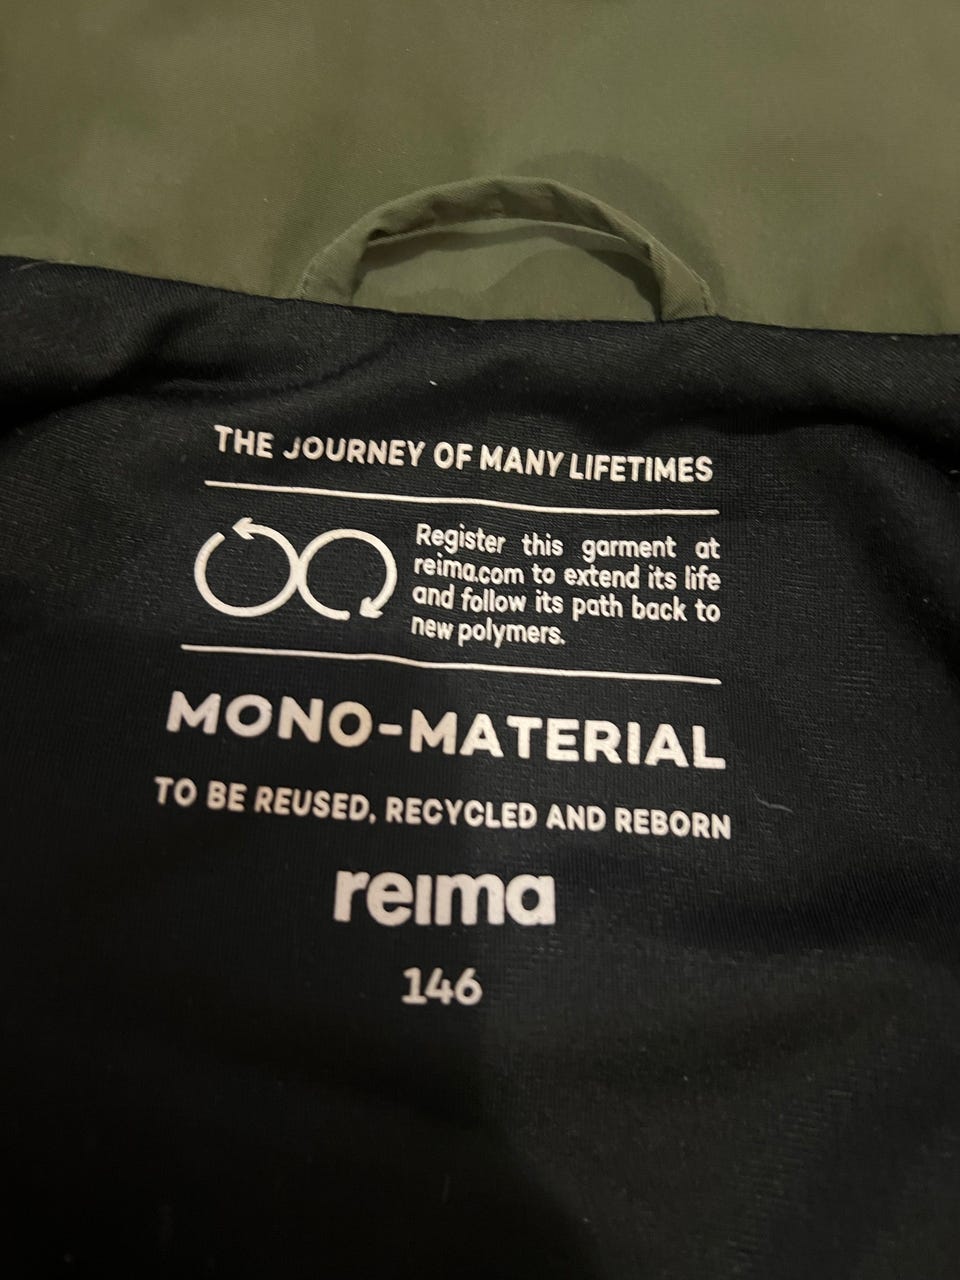 THE JOURNEY OF MANY LIFETIMES
Register this garment at
reima.com to extend its life
and follow its path back to
new polymers.
MONO-MATERIAL
TO BE REUSED, RECYCLED AND REBORN
reima
146